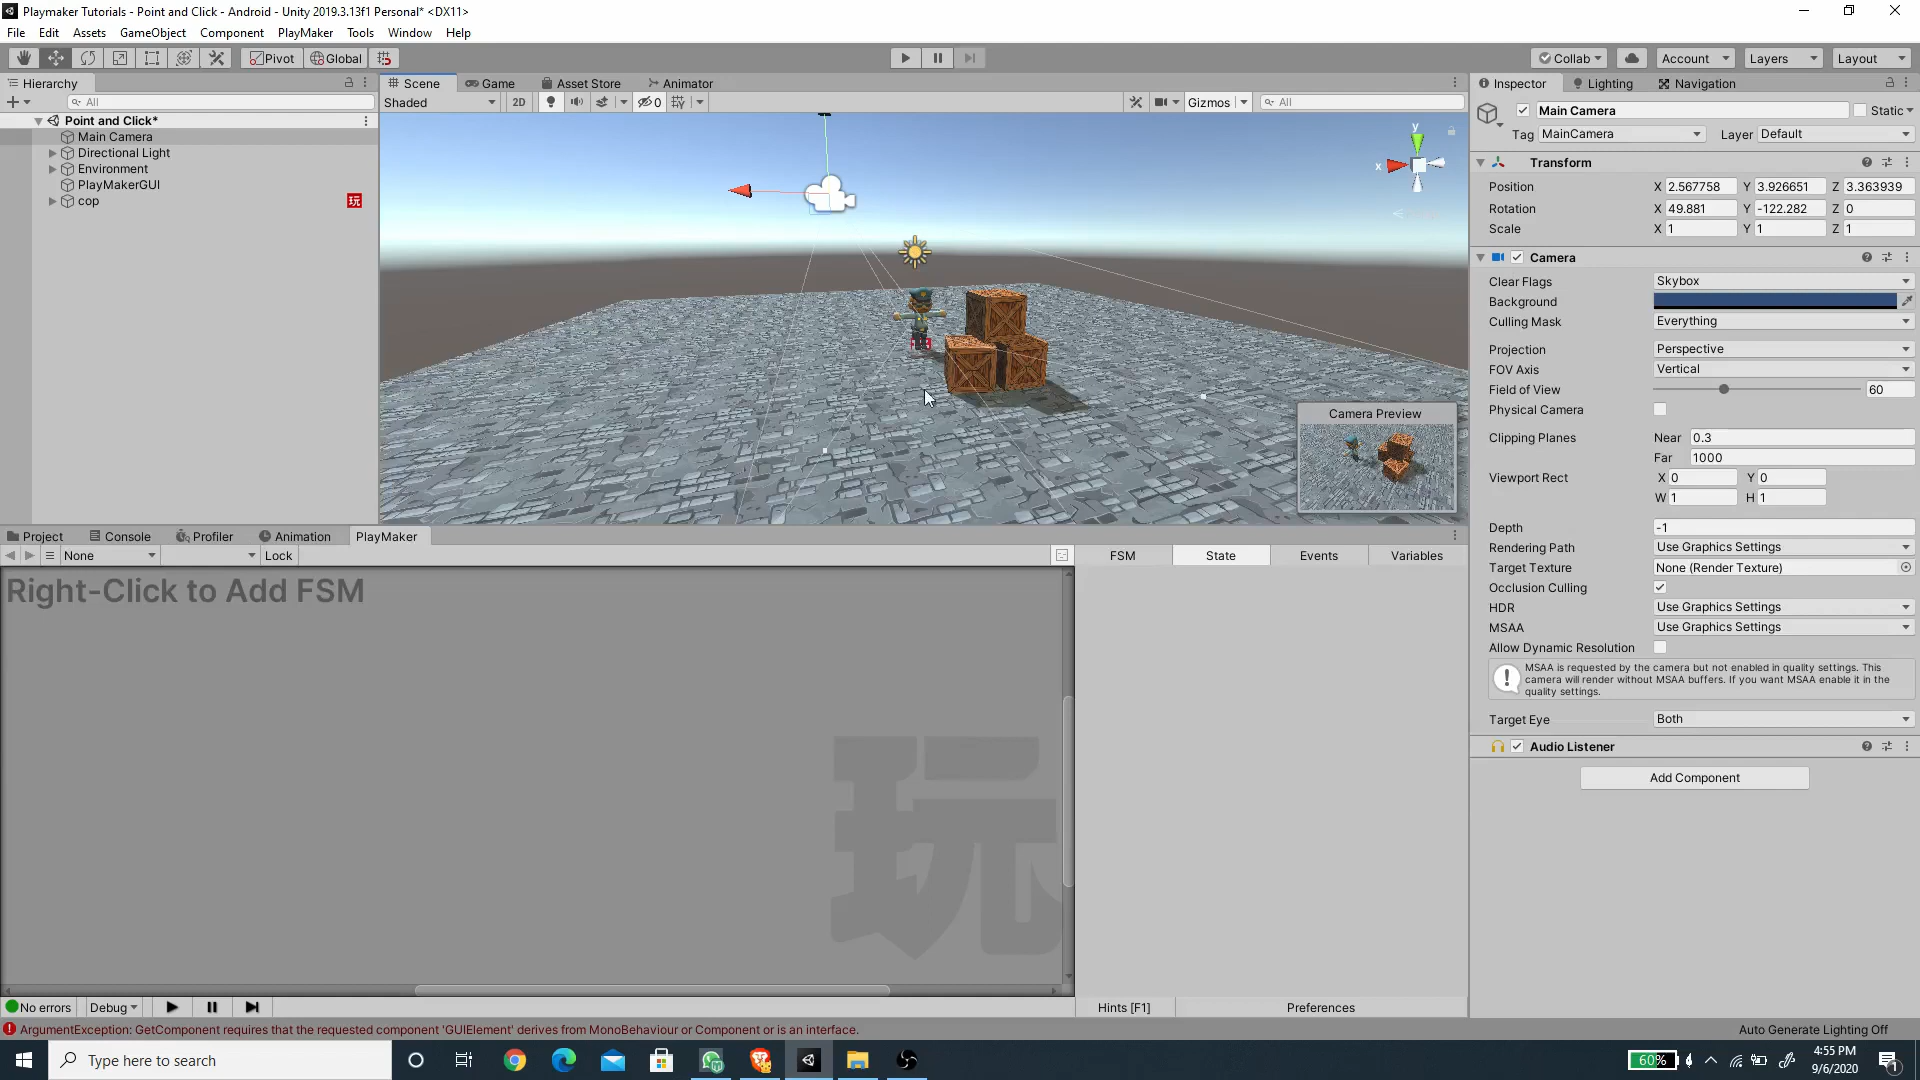 Playmaker Tutorials - Point and Click - Android - Unity 2019.3.13f1 Personal* <DX11>
File Edit Assets GameObject Component PlayMaker Tools Window Help
Pivot Global Collab Account Layers Layout
Hierarchy
All
Point and Click*
Main Camera
Directional Light
Environment
PlayMakerGUI
cop 玩
Scene Game Asset Store Animator
Shaded 2D 0 Gizmos All
y
x
Camera Preview
Inspector Lighting Navigation
Main Camera Static
Tag MainCamera Layer Default
Transform
Position X 2.567758 Y 3.926651 Z 3.363939
Rotation X 49.881 Y -122.282 Z 0
Scale X 1 Y 1 Z 1
Camera
Clear Flags Skybox
Background
Culling Mask Everything
Projection Perspective
FOV Axis Vertical
Field of View 60
Physical Camera
Clipping Planes Near 0.3
Far 1000
Viewport Rect X 0 Y 0
W 1 H 1
Depth -1
Rendering Path Use Graphics Settings
Target Texture None (Render Texture)
Occlusion Culling
HDR Use Graphics Settings
MSAA Use Graphics Settings
Allow Dynamic Resolution
MSAA is requested by the camera but not enabled in quality settings. This
camera will render without MSAA buffers. If you want MSAA enable it in the
quality settings.
Target Eye Both
Audio Listener
Add Component
Project Console Profiler Animation PlayMaker
None Lock FSM State Events Variables
Right-Click to Add FSM
玩
No errors Debug Hints [F1] Preferences
ArgumentException: GetComponent requires that the requested component 'GUIElement' derives from MonoBehaviour or Component or is an interface.
Auto Generate Lighting Off
Type here to search
60%
4:55 PM
9/6/2020
1